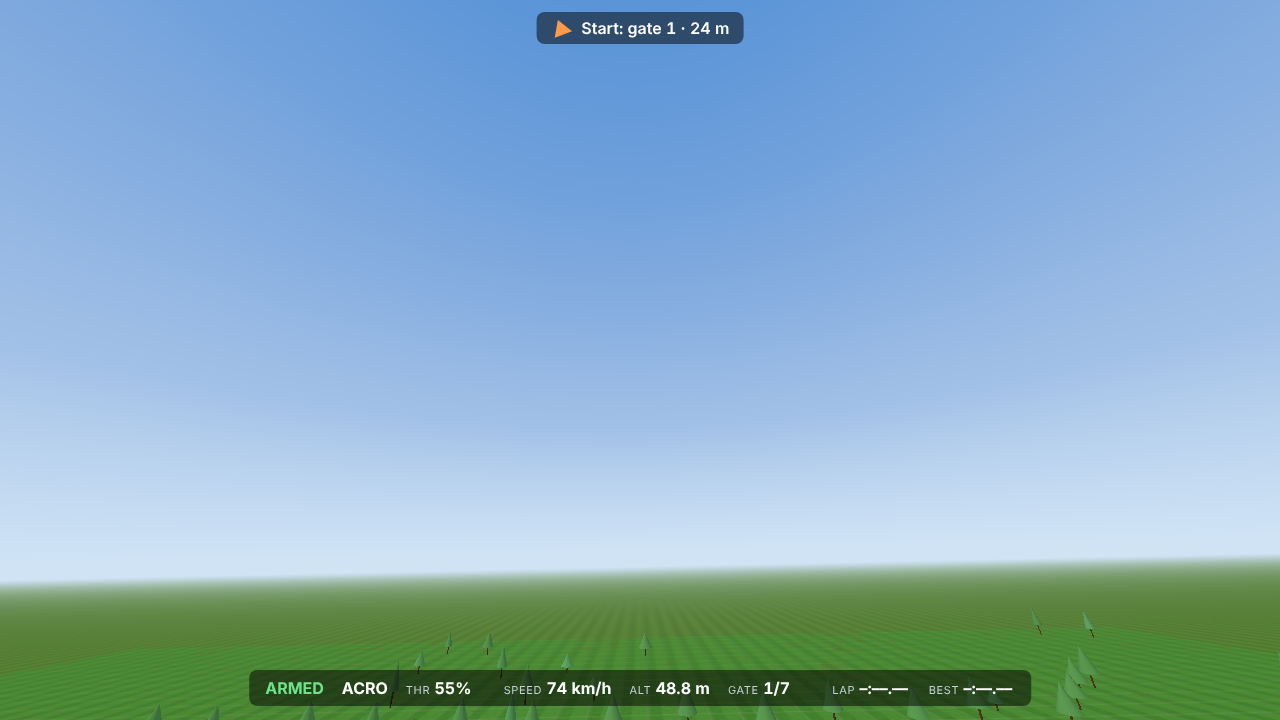 Start: gate 1 · 24 m
ARMED ACRO THR 55% SPEED 74 km/h ALT 48.8 m GATE 1/7 LAP –:––.–– BEST –:––.––